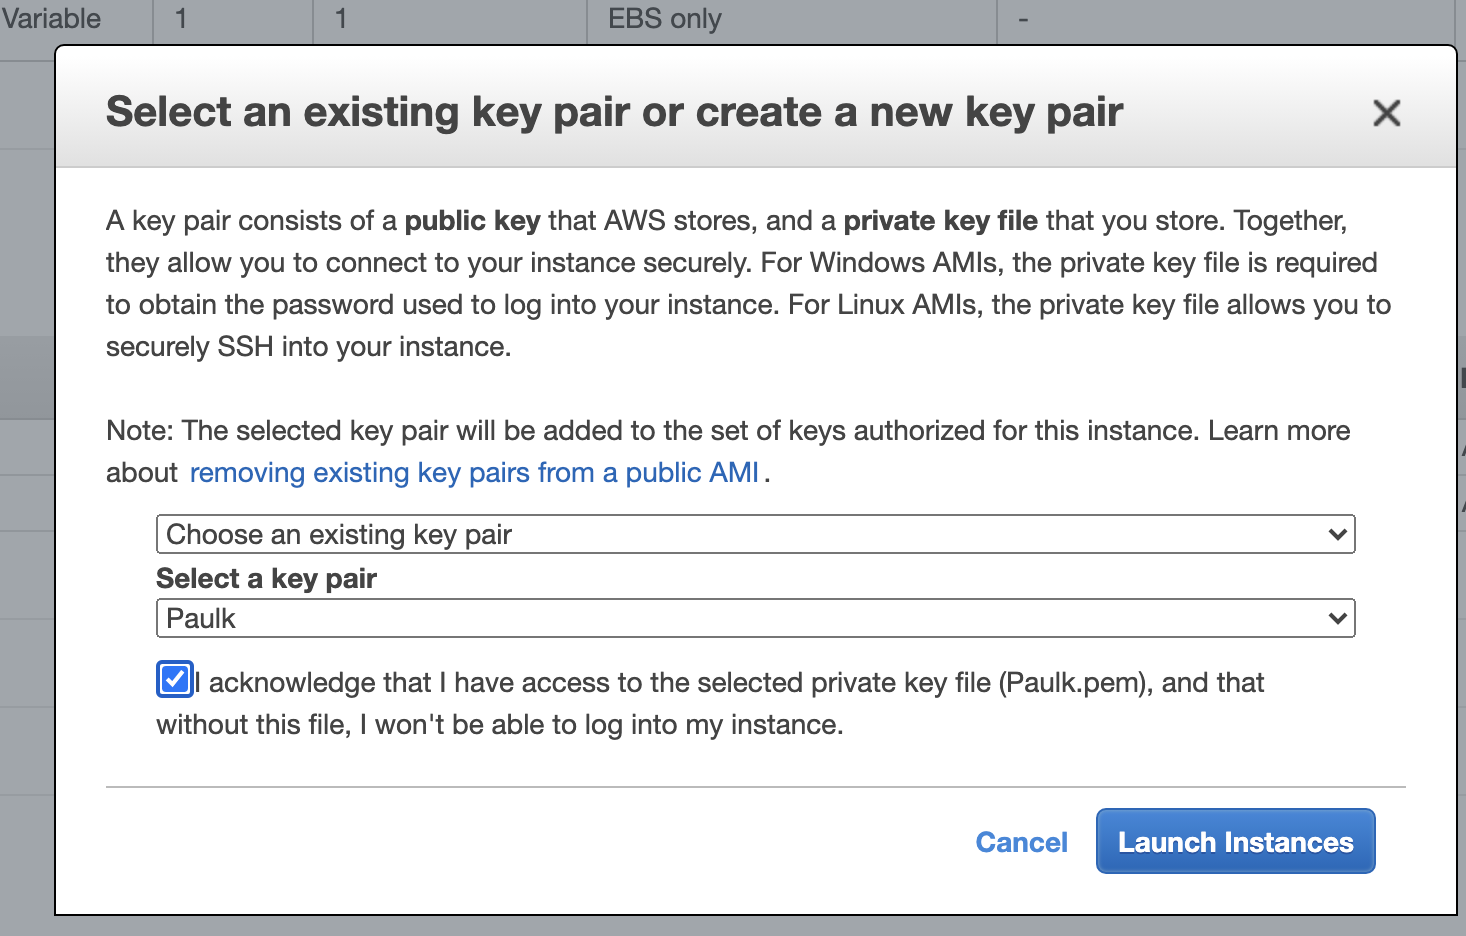 Variable 1 1 EBS only -
Select an existing key pair or create a new key pair
A key pair consists of a public key that AWS stores, and a private key file that you store. Together,
they allow you to connect to your instance securely. For Windows AMIs, the private key file is required
to obtain the password used to log into your instance. For Linux AMIs, the private key file allows you to
securely SSH into your instance.
Note: The selected key pair will be added to the set of keys authorized for this instance. Learn more
about removing existing key pairs from a public AMI .
Choose an existing key pair
Select a key pair
Paulk
I acknowledge that I have access to the selected private key file (Paulk.pem), and that
without this file, I won't be able to log into my instance.
Cancel Launch Instances